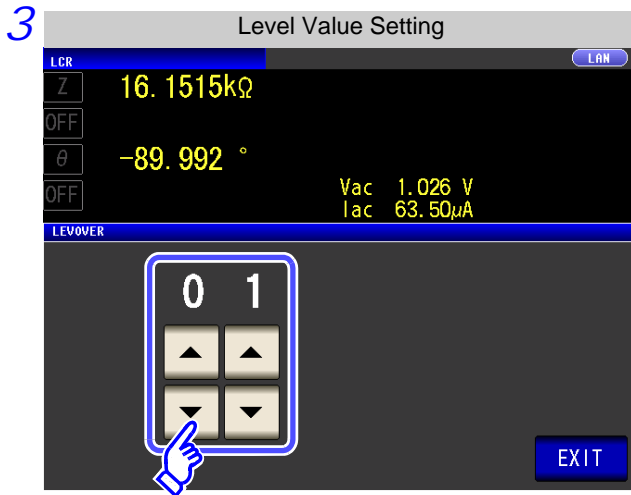 3
Level Value Setting
LCR
LAN
Z 16.1515kΩ
OFF
θ -89.992 °
OFF
Vac 1.026 V
Iac 63.50μA
LEVOVER
0 1
EXIT